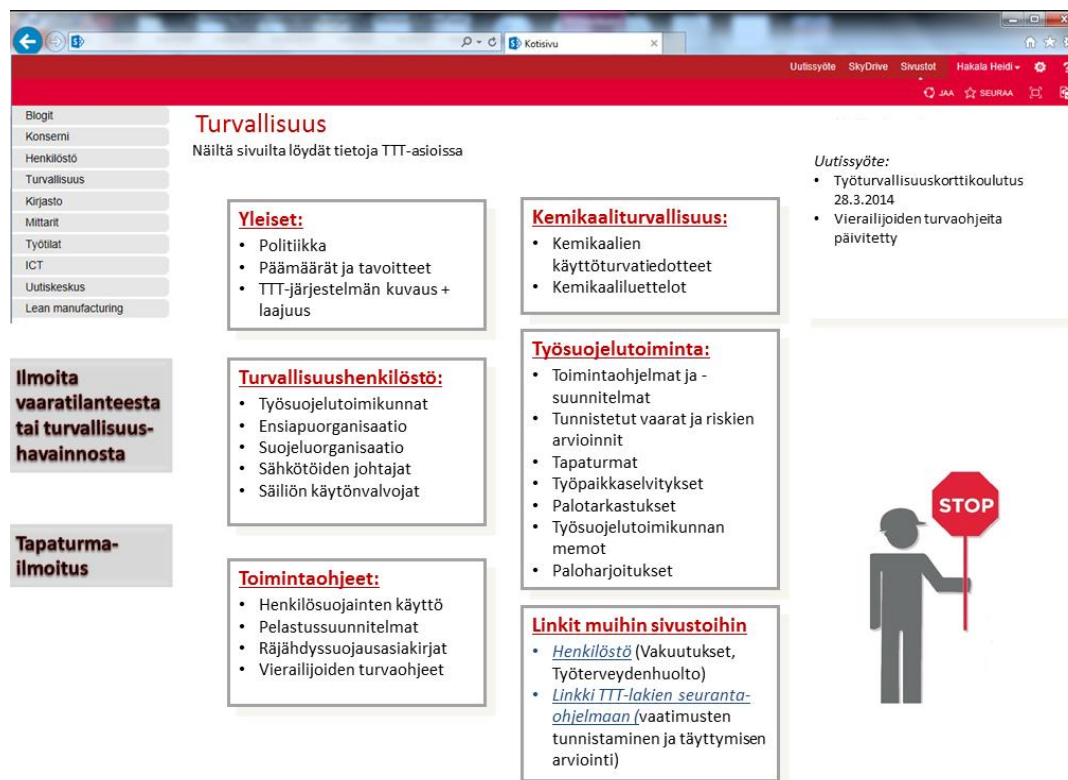 Kotisivu
Uutissyöte SkyDrive Sivustot Hakala Heidi
JAA SEURAA
Blogit
Konserni
Henkilöstö
Turvallisuus
Kirjasto
Mittarit
Työtilat
ICT
Uutiskeskus
Lean manufacturing
Ilmoita
vaaratilanteesta
tai turvallisuus-
havainnosta
Tapaturma-
ilmoitus
Turvallisuus
Näiltä sivuilta löydät tietoja TTT-asioissa
Yleiset:
• Politiikka
• Päämäärät ja tavoitteet
• TTT-järjestelmän kuvaus +
laajuus
Turvallisuushenkilöstö:
• Työsuojelutoimikunnat
• Ensiapuorganisaatio
• Suojeluorganisaatio
• Sähkötöiden johtajat
• Säiliön käytönvalvojat
Toimintaohjeet:
• Henkilösuojainten käyttö
• Pelastussuunnitelmat
• Räjähdyssuojausasiakirjat
• Vierailijoiden turvaohjeet
Kemikaaliturvallisuus:
• Kemikaalien
käyttöturvatiedotteet
• Kemikaaliluettelot
Työsuojelutoiminta:
• Toimintaohjelmat ja -
suunnitelmat
• Tunnistetut vaarat ja riskien
arvioinnit
• Tapaturmat
• Työpaikkaselvitykset
• Palotarkastukset
• Työsuojelutoimikunnan
memot
• Paloharjoitukset
Linkit muihin sivustoihin
• Henkilöstö (Vakuutukset,
Työterveydenhuolto)
• Linkki TTT-lakien seuranta-
ohjelmaan (vaatimusten
tunnistaminen ja täyttymisen
arviointi)
Uutissyöte:
• Työturvallisuuskorttikoulutus
28.3.2014
• Vierailijoiden turvaohjeita
päivitetty
STOP